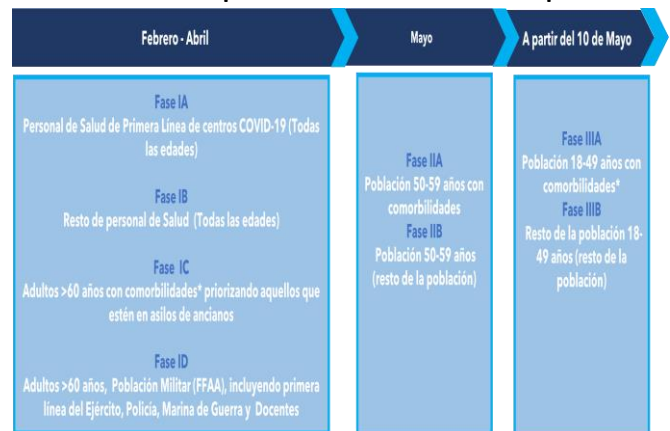 Febrero - Abril
Mayo
A partir del 10 de Mayo
Fase IA
Personal de Salud de Primera Línea de centros COVID-19 (Todas
las edades)
Fase IB
Resto de personal de Salud (Todas las edades)
Fase IC
Adultos >60 años con comorbilidades* priorizando aquellos que
estén en asilos de ancianos
Fase ID
Adultos >60 años, Población Militar (FFAA), incluyendo primera
línea del Ejército, Policía, Marina de Guerra y Docentes
Fase IIA
Población 50-59 años con
comorbilidades
Fase IIB
Población 50-59 años
(resto de la población)
Fase IIIA
Población 18-49 años con
comorbilidades*
Fase IIIB
Resto de la población 18-
49 años (resto de la
población)